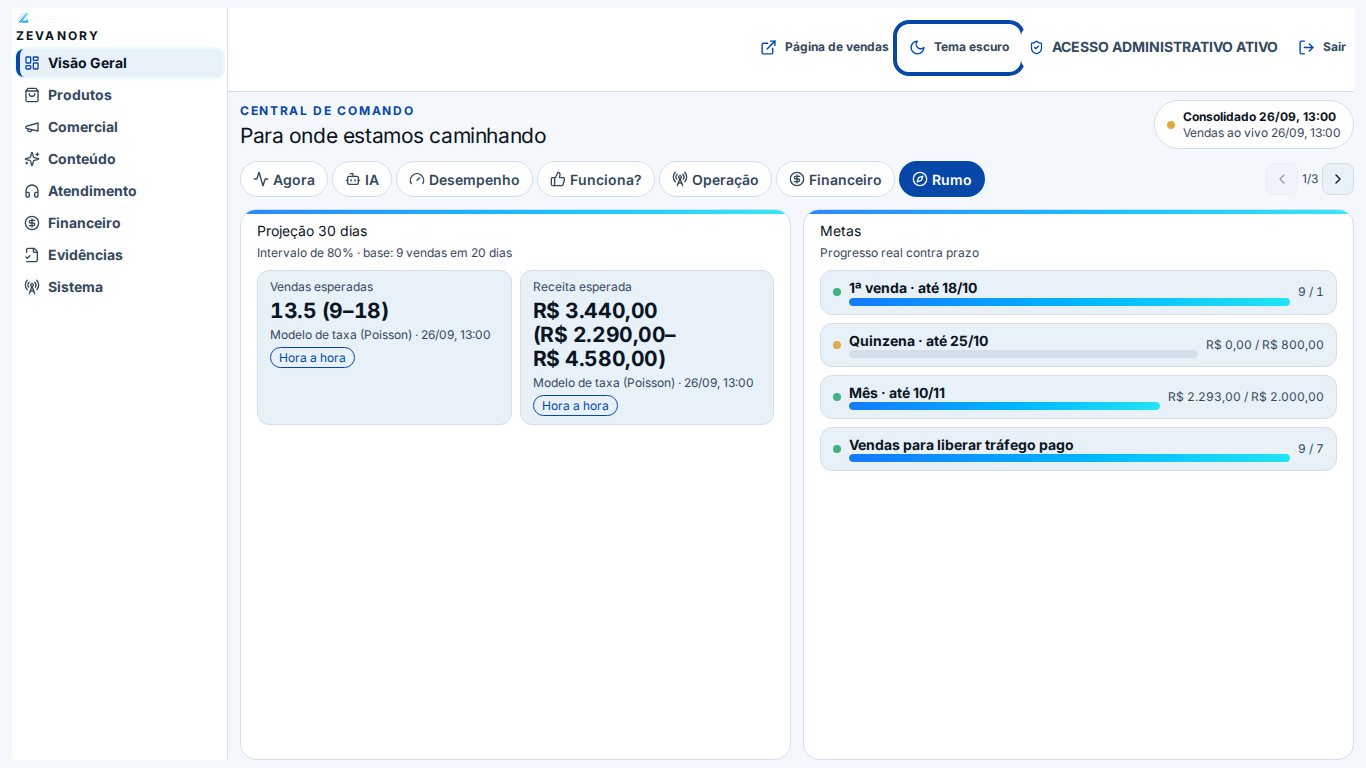 ZEVANORY
Visão Geral
Produtos
Comercial
Conteúdo
Atendimento
Financeiro
Evidências
Sistema
Página de vendas
Tema escuro
ACESSO ADMINISTRATIVO ATIVO
Sair
CENTRAL DE COMANDO
Para onde estamos caminhando
Consolidado 26/09, 13:00
Vendas ao vivo 26/09, 13:00
Agora
IA
Desempenho
Funciona?
Operação
Financeiro
Rumo
1/3
Projeção 30 dias
Intervalo de 80% · base: 9 vendas em 20 dias
Vendas esperadas
13.5 (9–18)
Modelo de taxa (Poisson) · 26/09, 13:00
Hora a hora
Receita esperada
R$ 3.440,00
(R$ 2.290,00–
R$ 4.580,00)
Modelo de taxa (Poisson) · 26/09, 13:00
Hora a hora
Metas
Progresso real contra prazo
1ª venda · até 18/10
9 / 1
Quinzena · até 25/10
R$ 0,00 / R$ 800,00
Mês · até 10/11
R$ 2.293,00 / R$ 2.000,00
Vendas para liberar tráfego pago
9 / 7